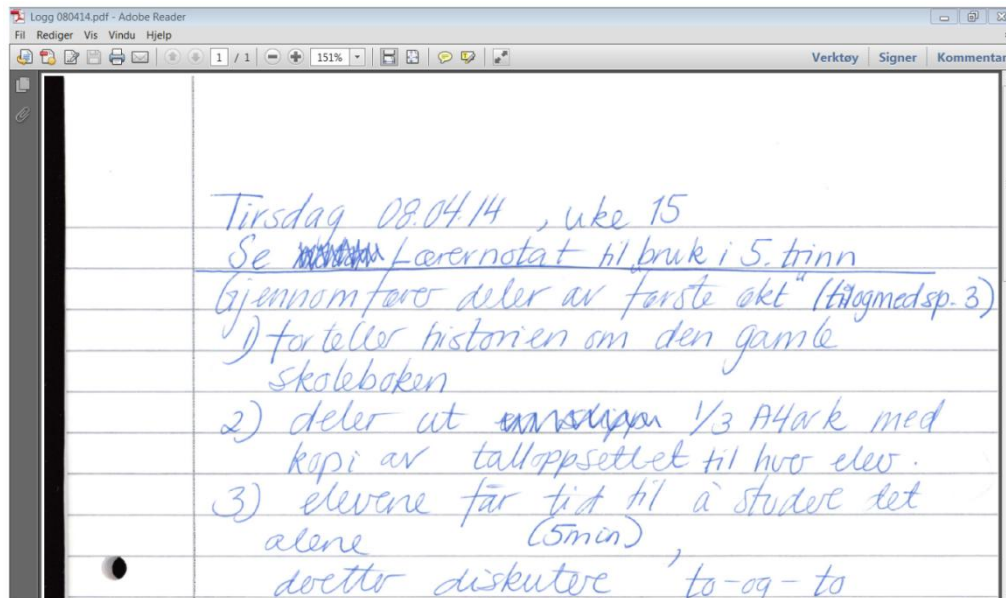 Logg 080414.pdf - Adobe Reader
Fil Rediger Vis Vindu Hjelp
1 / 1 151% Verktøy Signer Kommentar
Tirsdag 08.04.14 , uke 15
Se Lærernotat til bruk i 5. trinn
Gjennomfører deler av "første økt" (tilogmed sp. 3)
1) forteller historien om den gamle
skoleboken
2) deler ut 1/3 A4ark med
kopi av talloppsettet til hver elev.
3) elevene får tid til å studere det
alene (5min) ,
deretter diskutere to-og-to